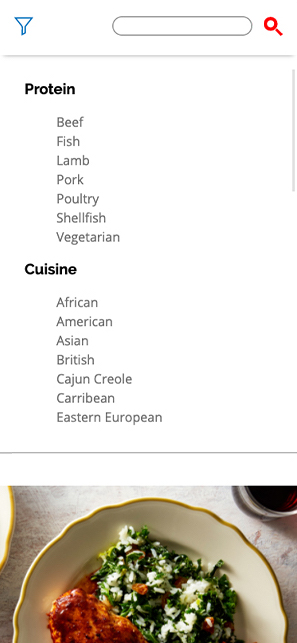 Protein
Beef
Fish
Lamb
Pork
Poultry
Shellfish
Vegetarian
Cuisine
African
American
Asian
British
Cajun Creole
Carribean
Eastern European